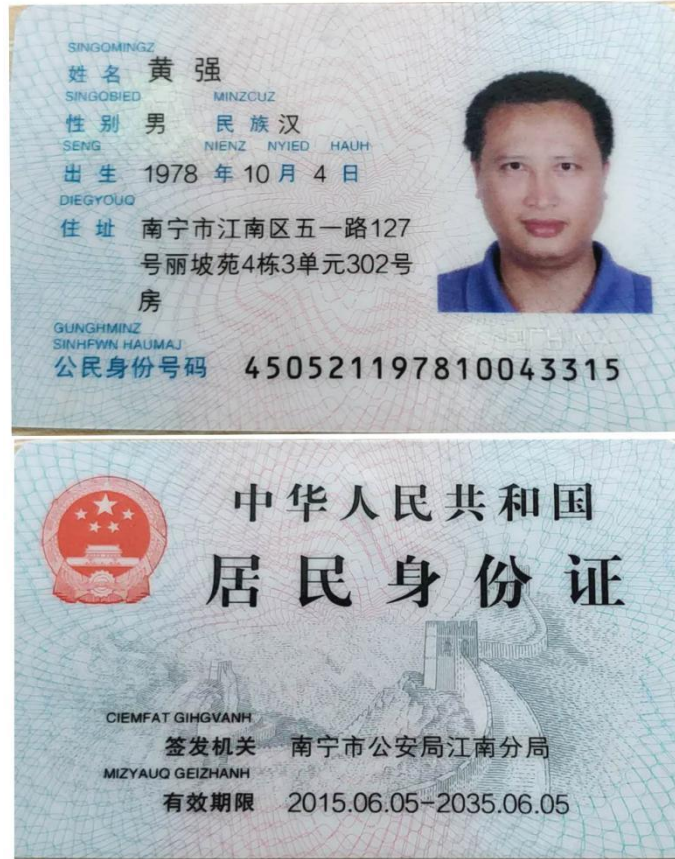 SINGQMINGZ
姓名 黄强
SINGQBIED MINZCUZ
性别 男 民族 汉
SENG NIENZ NYIED HAUH
出生 1978 年 10 月 4 日
DIEGYOUQ
住址 南宁市江南区五一路127
号丽坡苑4栋3单元302号
房
GUNGHMINZ
SINHFWN HAUMAJ
公民身份号码 450521197810043315
中华人民共和国
居民身份证
CIEMFAT GIHGVANH
签发机关 南宁市公安局江南分局
MIZYAUQ GEIZHANH
有效期限 2015.06.05-2035.06.05